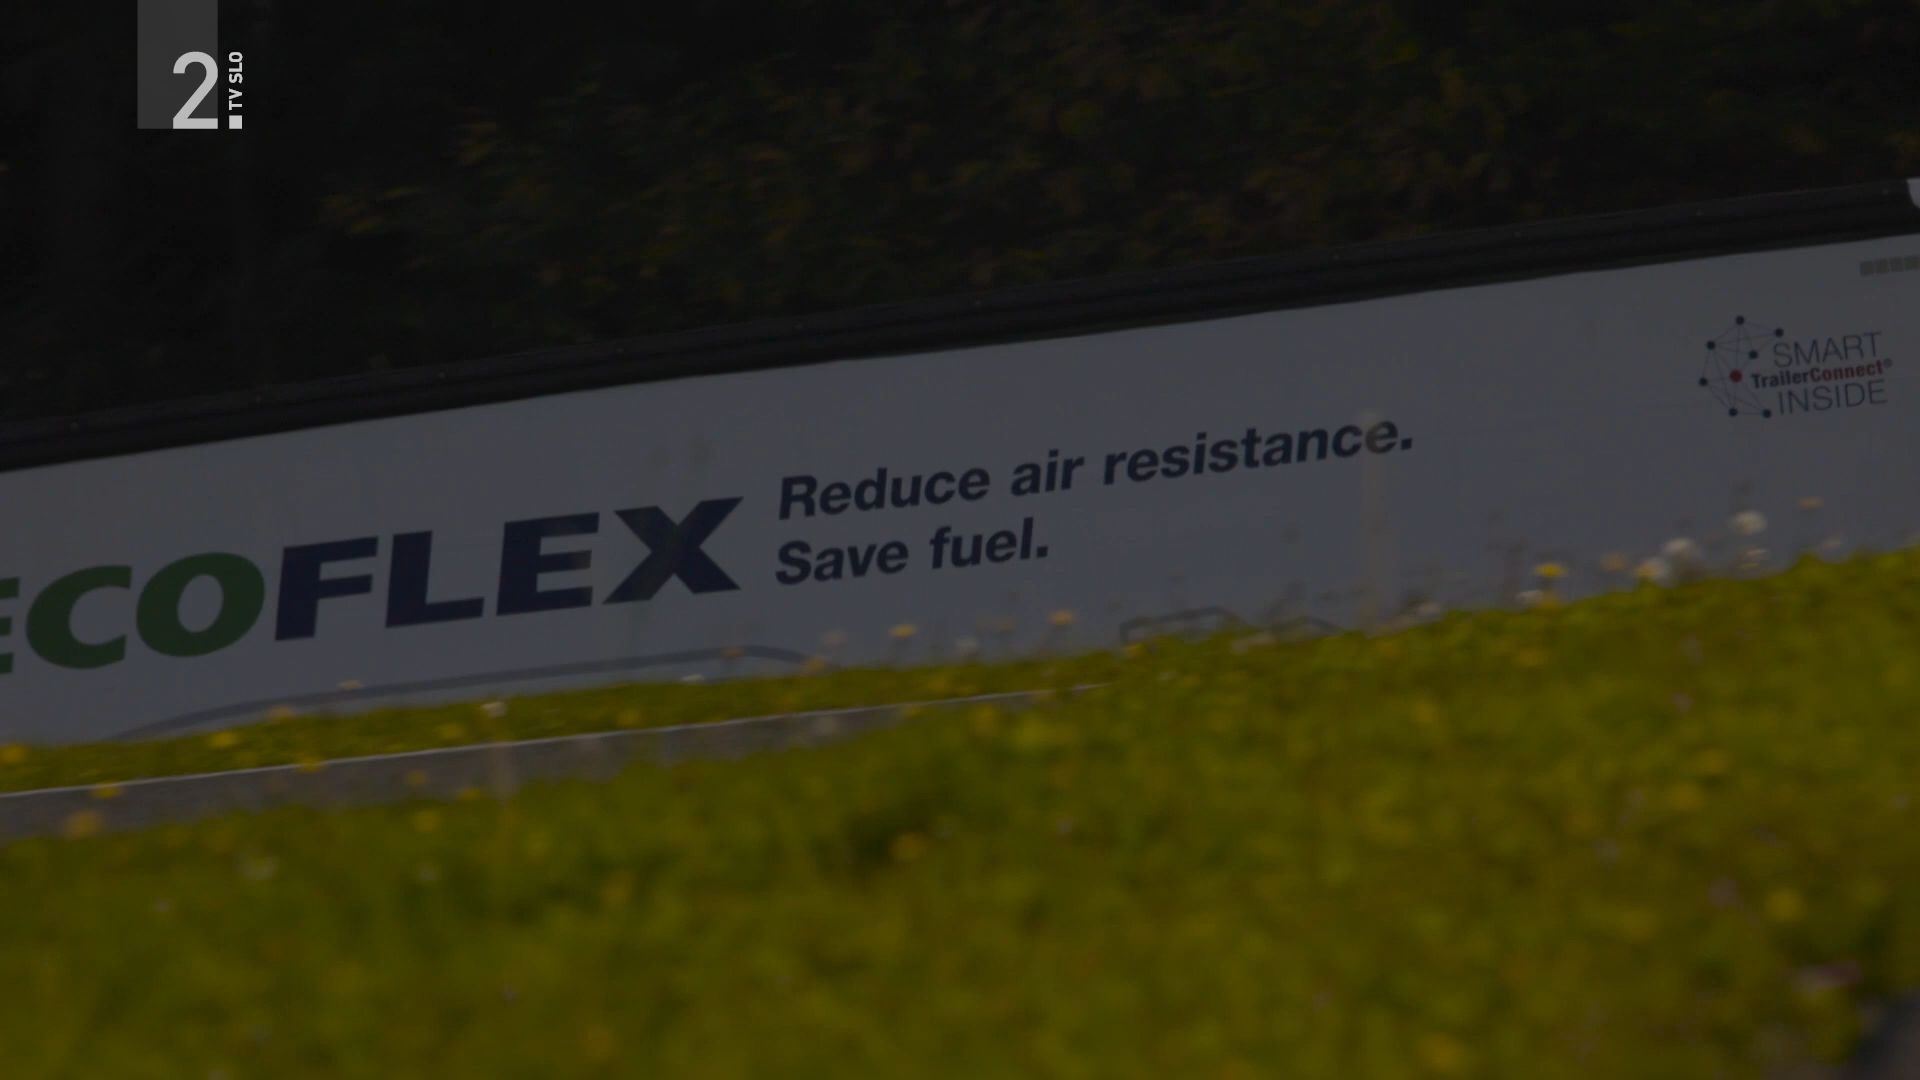 2.
TV SLO
ECOFLEX
Reduce air resistance.
Save fuel.
SMART
TrailerConnect®
INSIDE